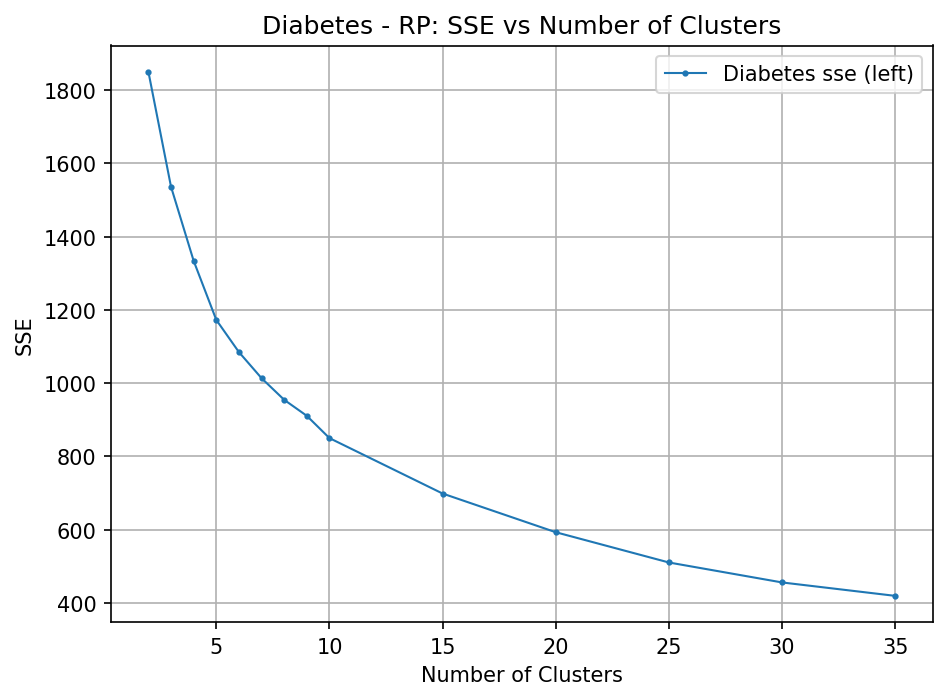 Diabetes - RP: SSE vs Number of Clusters
Diabetes sse (left)
SSE
1800
1600
1400
1200
1000
800
600
400
5 10 15 20 25 30 35
Number of Clusters